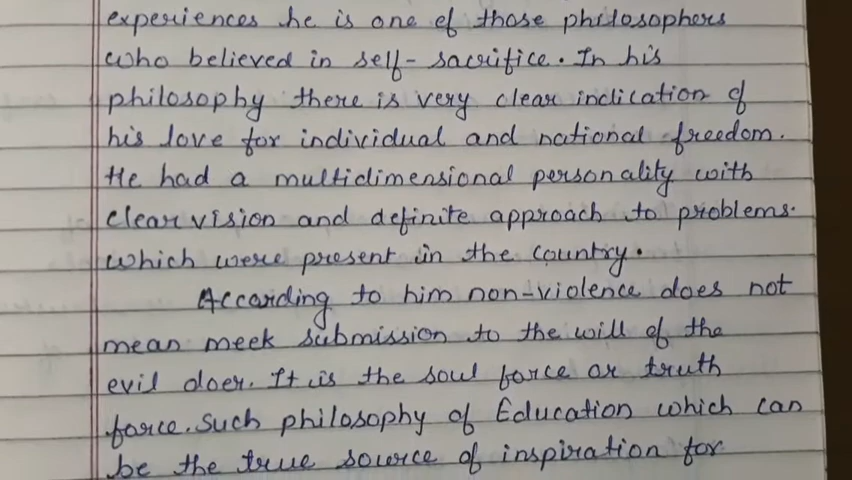 experiences he is one of those philosophers
who believed in self-sacrifice. In his
philosophy there is very clear indication of
his love for individual and national freedom.
He had a multidimensional personality with
clear vision and definite approach to problems.
which were present in the country.
According to him non-violence does not
mean meek submission to the will of the
evil doer. It is the soul force or truth
force. Such philosophy of Education which can
be the true source of inspiration for